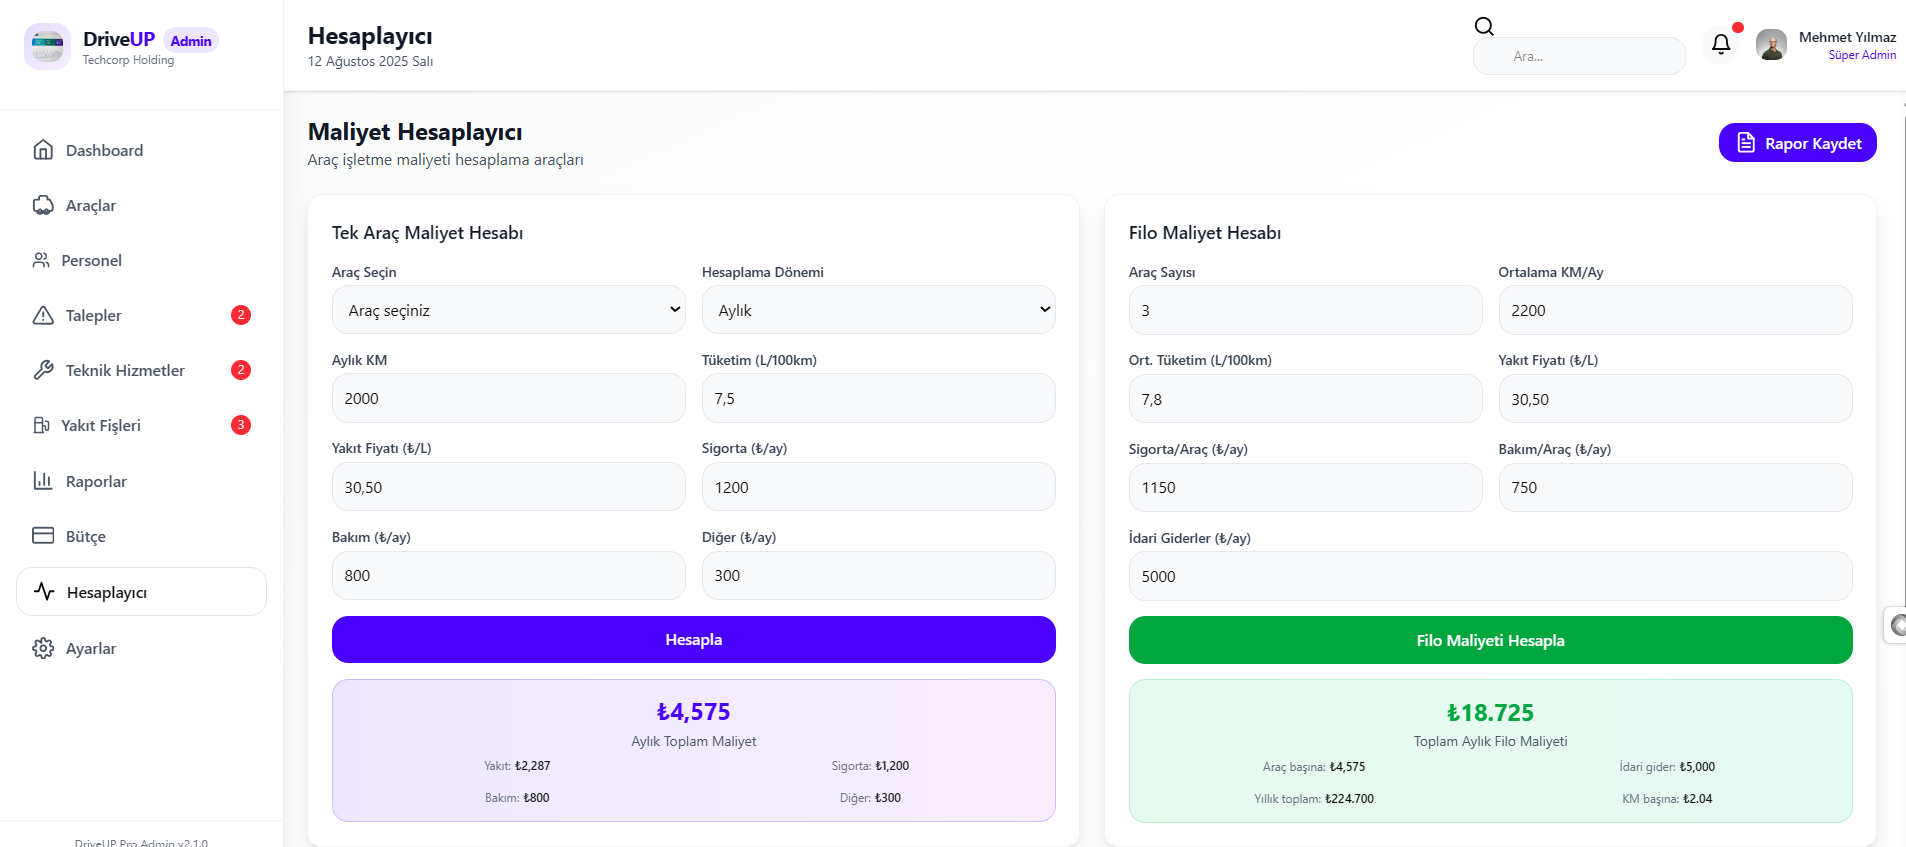 DriveUP Admin
Techcorp Holding
Dashboard
Araçlar
Personel
Talepler 2
Teknik Hizmetler 2
Yakıt Fişleri 3
Raporlar
Bütçe
Hesaplayıcı
Ayarlar
DriveUP Pro Admin v2.1.0
Hesaplayıcı
12 Ağustos 2025 Salı
Ara...
Mehmet Yılmaz
Süper Admin
Maliyet Hesaplayıcı
Araç işletme maliyeti hesaplama araçları
Rapor Kaydet
Tek Araç Maliyet Hesabı
Araç Seçin Hesaplama Dönemi
Araç seçiniz Aylık
Aylık KM Tüketim (L/100km)
2000 7,5
Yakıt Fiyatı (₺/L) Sigorta (₺/ay)
30,50 1200
Bakım (₺/ay) Diğer (₺/ay)
800 300
Hesapla
₺4,575
Aylık Toplam Maliyet
Yakıt: ₺2,287 Sigorta: ₺1,200
Bakım: ₺800 Diğer: ₺300
Filo Maliyet Hesabı
Araç Sayısı Ortalama KM/Ay
3 2200
Ort. Tüketim (L/100km) Yakıt Fiyatı (₺/L)
7,8 30,50
Sigorta/Araç (₺/ay) Bakım/Araç (₺/ay)
1150 750
İdari Giderler (₺/ay)
5000
Filo Maliyeti Hesapla
₺18.725
Toplam Aylık Filo Maliyeti
Araç başına: ₺4,575 İdari gider: ₺5,000
Yıllık toplam: ₺224.700 KM başına: ₺2.04